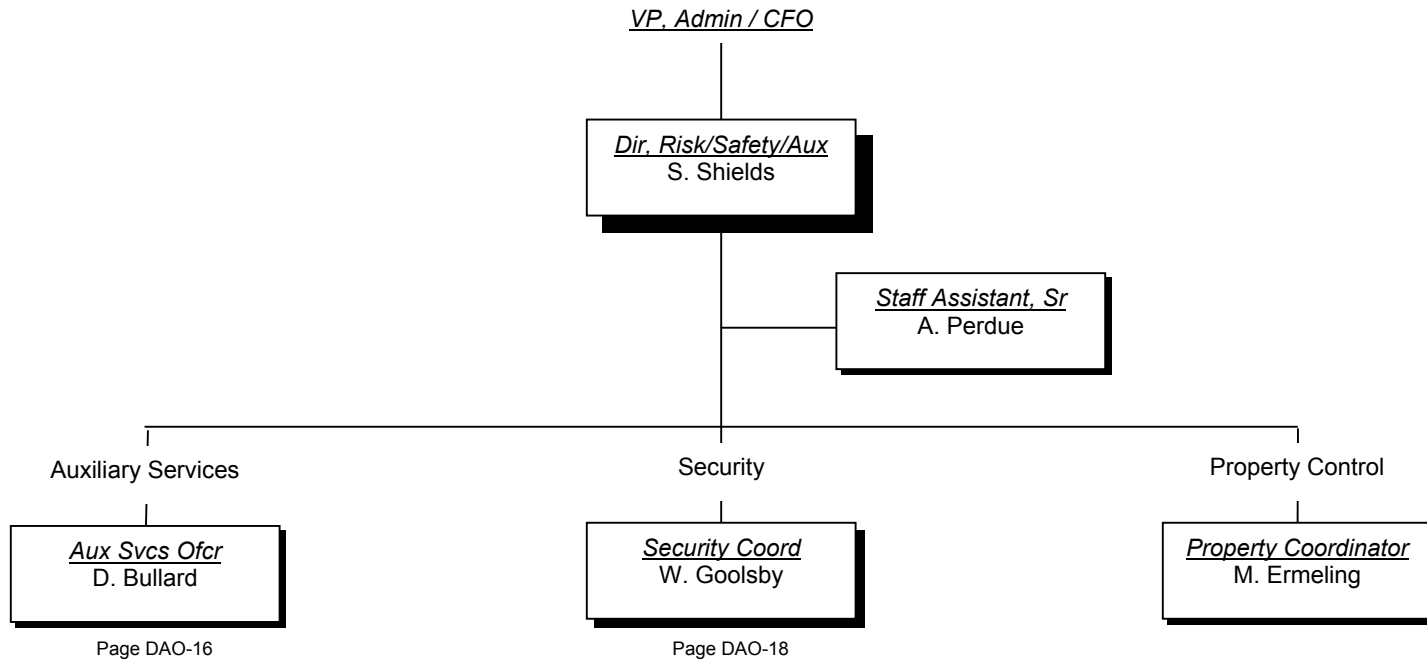 VP, Admin / CFO
Dir, Risk/Safety/Aux
S. Shields
Staff Assistant, Sr
A. Perdue
Auxiliary Services
Security
Property Control
Aux Svcs Ofcr
D. Bullard
Security Coord
W. Goolsby
Property Coordinator
M. Ermeling
Page DAO-16
Page DAO-18